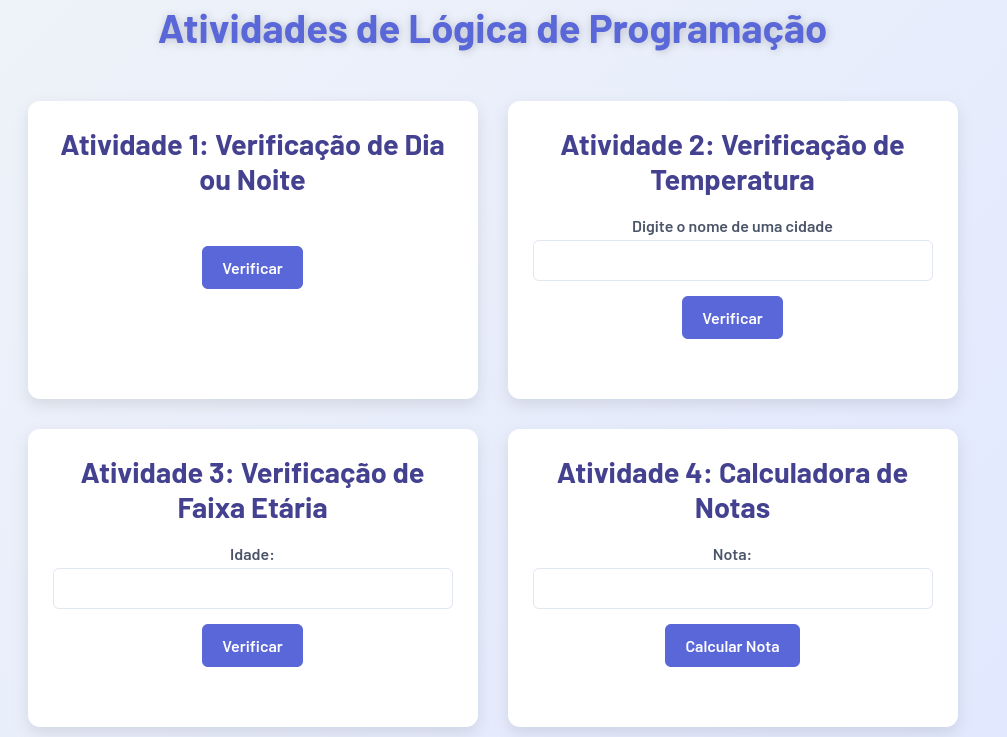 Atividades de Lógica de Programação
Atividade 1: Verificação de Dia
ou Noite
Verificar
Atividade 2: Verificação de
Temperatura
Digite o nome de uma cidade
Verificar
Atividade 3: Verificação de
Faixa Etária
Idade:
Verificar
Atividade 4: Calculadora de
Notas
Nota:
Calcular Nota